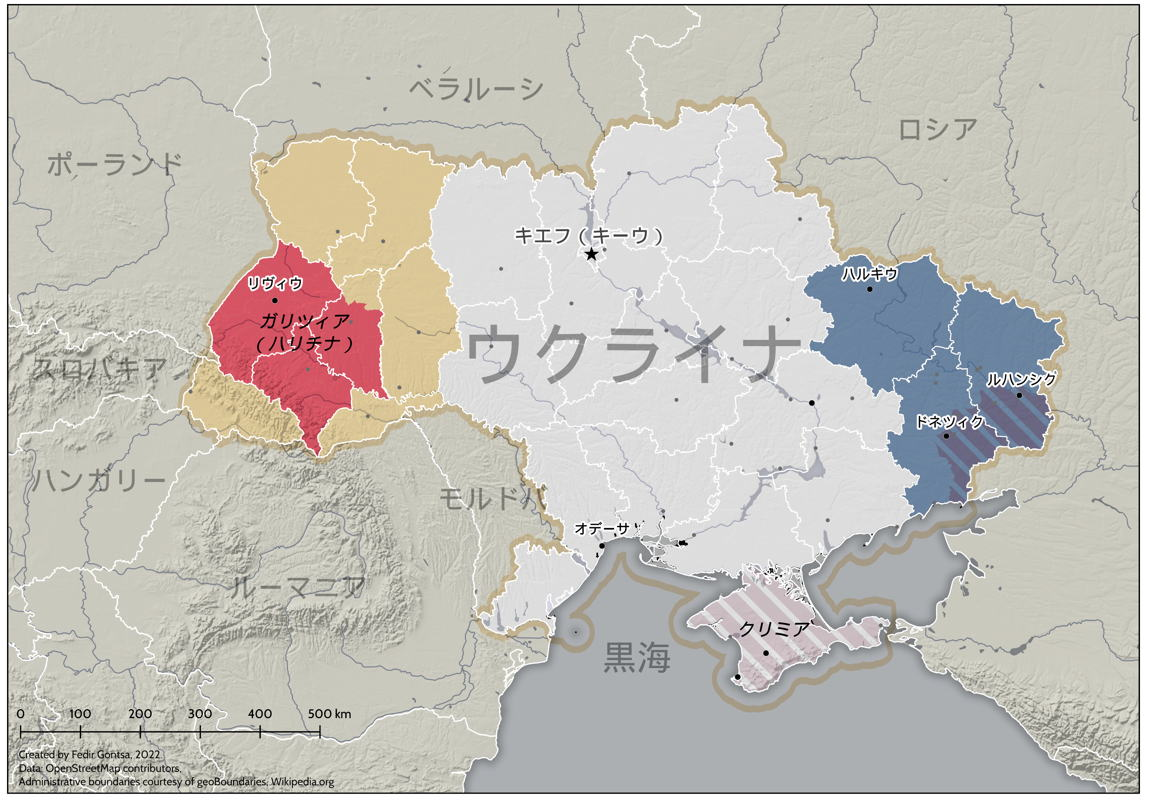 ベラルーシ
ロシア
ポーランド
キエフ ( キーウ )
ハルキウ
リヴィウ
ガリツィア
( ハリチナ )
ウクライナ
スロバキア
ルハンシク
ドネツィク
ハンガリー
モルドバ
オデーサ
ルーマニア
クリミア
黒海
0 100 200 300 400 500 km
Created by Fedir Gontsa, 2022
Data: OpenStreetMap contributors,
Administrative boundaries courtesy of geoBoundaries, Wikipedia.org